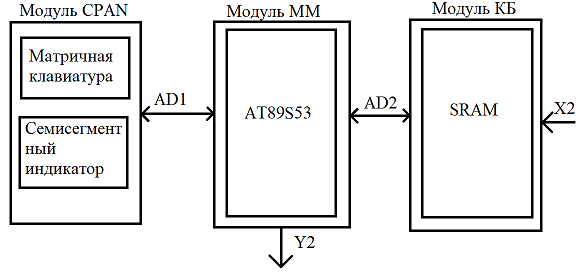 Модуль CPAN
Модуль ММ
Модуль КБ
Матричная
клавиатура
Семисегмент
ный
индикатор
AD1
AT89S53
AD2
SRAM
X2
Y2